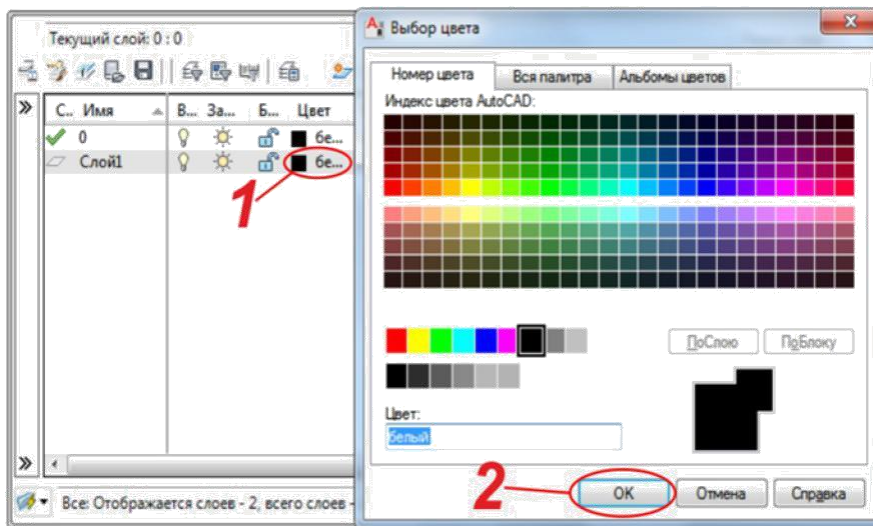 Текущий слой: 0 : 0
С.. Имя В... За... Б... Цвет
0 бе...
Слой1 бе...
1
Все: Отображается слоев - 2, всего слоев -
Выбор цвета
Номер цвета Вся палитра Альбомы цветов
Индекс цвета AutoCAD:
ПоСлою ПоБлоку
Цвет:
белый
2
OK Отмена Справка